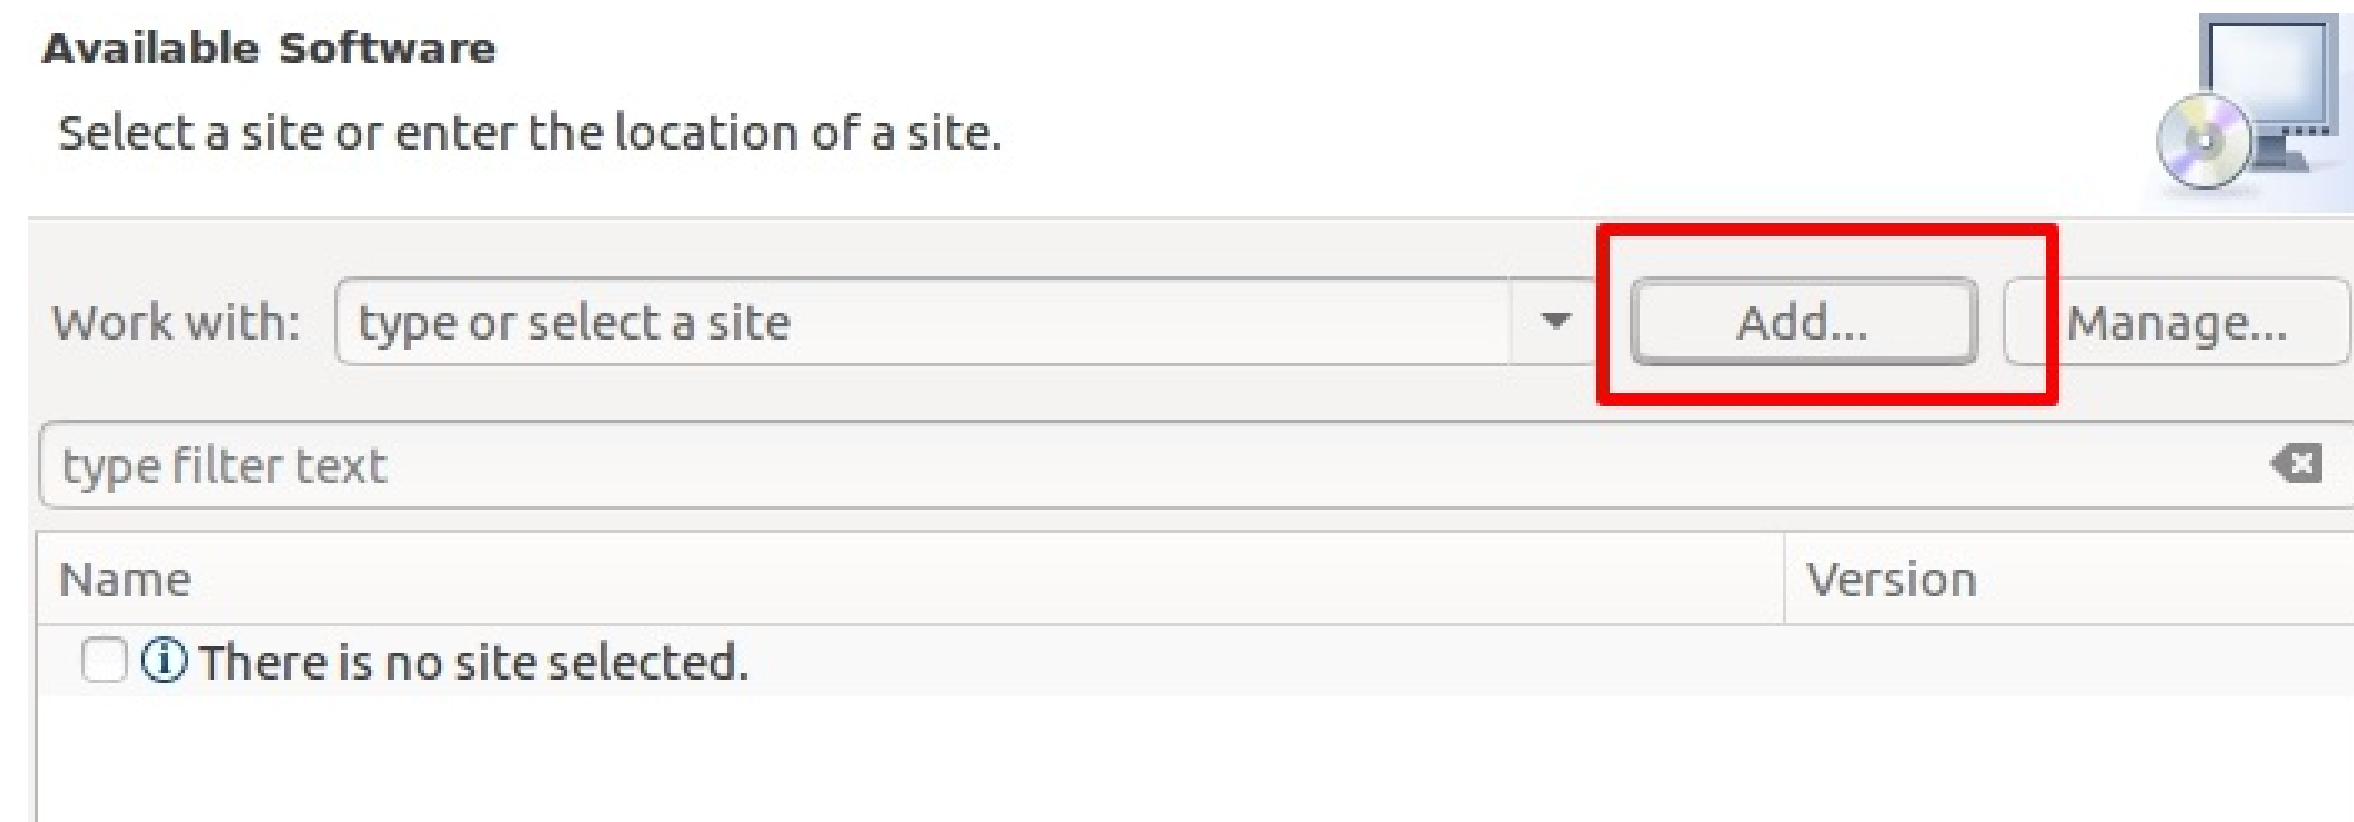 Available Software
Select a site or enter the location of a site.
Work with: type or select a site Add... Manage...
type filter text
Name Version
There is no site selected.